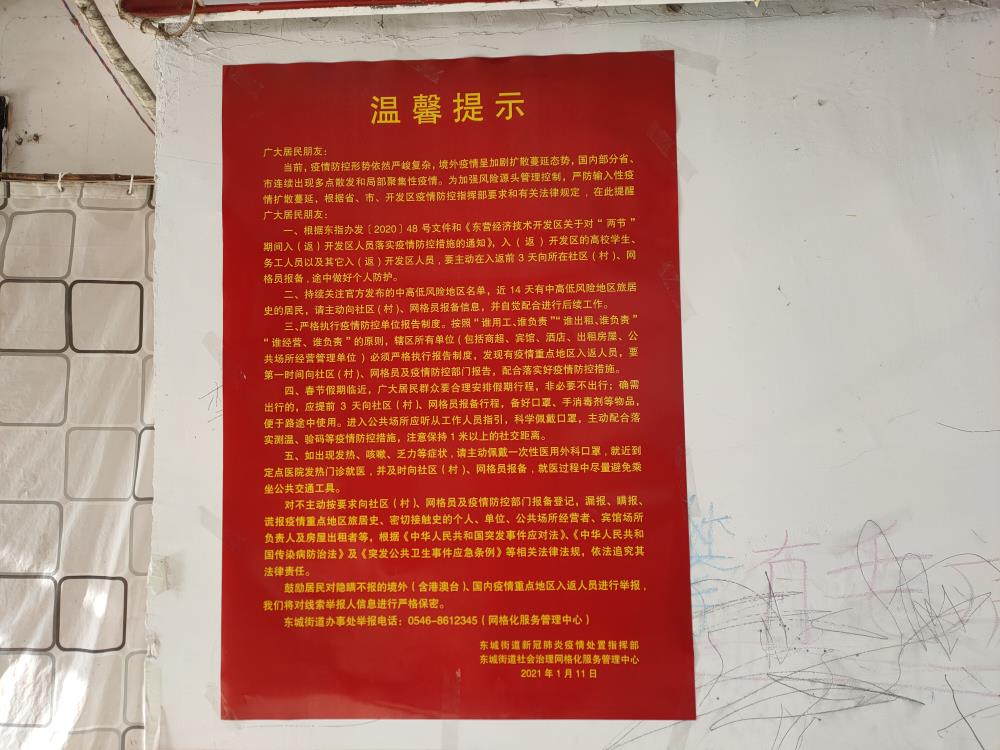 温馨提示
广大居民朋友：
当前，疫情防控形势依然严峻复杂，境外疫情呈加剧扩散蔓延态势，国内部分省、
市连续出现多点散发和局部聚集性疫情。为加强风险源头管理控制，严防输入性疫
情扩散蔓延，根据省、市、开发区疫情防控指挥部要求和有关法律规定，在此提醒
广大居民朋友：
一、根据东指办发〔2020〕48 号文件和《东营经济技术开发区关于对“两节”
期间入（返）开发区人员落实疫情防控措施的通知》，入（返）开发区的高校学生、
务工人员以及其它入（返）开发区人员，要主动在入返前 3 天向所在社区（村）、网
格员报备，途中做好个人防护。
二、持续关注官方发布的中高低风险地区名单，近 14 天有中高低风险地区旅居
史的居民，请主动向社区（村）、网格员报备信息，并自觉配合进行后续工作。
三、严格执行疫情防控单位报告制度。按照“谁用工、谁负责”“谁出租、谁负责”
“谁经营、谁负责”的原则，辖区所有单位（包括商超、宾馆、酒店、出租房屋、公
共场所经营管理单位）必须严格执行报告制度，发现有疫情重点地区入返人员，要
第一时间向社区（村）、网格员及疫情防控部门报告，配合落实好疫情防控措施。
四、春节假期临近，广大居民群众要合理安排假期行程，非必要不出行；确需
出行的，应提前 3 天向社区（村）、网格员报备行程，备好口罩、手消毒剂等物品，
便于路途中使用。进入公共场所应听从工作人员指引，科学佩戴口罩，主动配合落
实测温、验码等疫情防控措施，注意保持 1 米以上的社交距离。
五、如出现发热、咳嗽、乏力等症状，请主动佩戴一次性医用外科口罩，就近到
定点医院发热门诊就医，并及时向社区（村）、网格员报备，就医过程中尽量避免乘
坐公共交通工具。
对不主动按要求向社区（村）、网格员及疫情防控部门报备登记，漏报、瞒报、
谎报疫情重点地区旅居史、密切接触史的个人、单位、公共场所经营者、宾馆场所
负责人及房屋出租者等，根据《中华人民共和国突发事件应对法》、《中华人民共和
国传染病防治法》及《突发公共卫生事件应急条例》等相关法律法规，依法追究其
法律责任。
鼓励居民对隐瞒不报的境外（含港澳台）、国内疫情重点地区入返人员进行举报，
我们将对线索举报人信息进行严格保密。
东城街道办事处举报电话：0546-8612345（网格化服务管理中心）
东城街道新冠肺炎疫情处置指挥部
东城街道社会治理网格化服务管理中心
2021 年 1 月 11 日